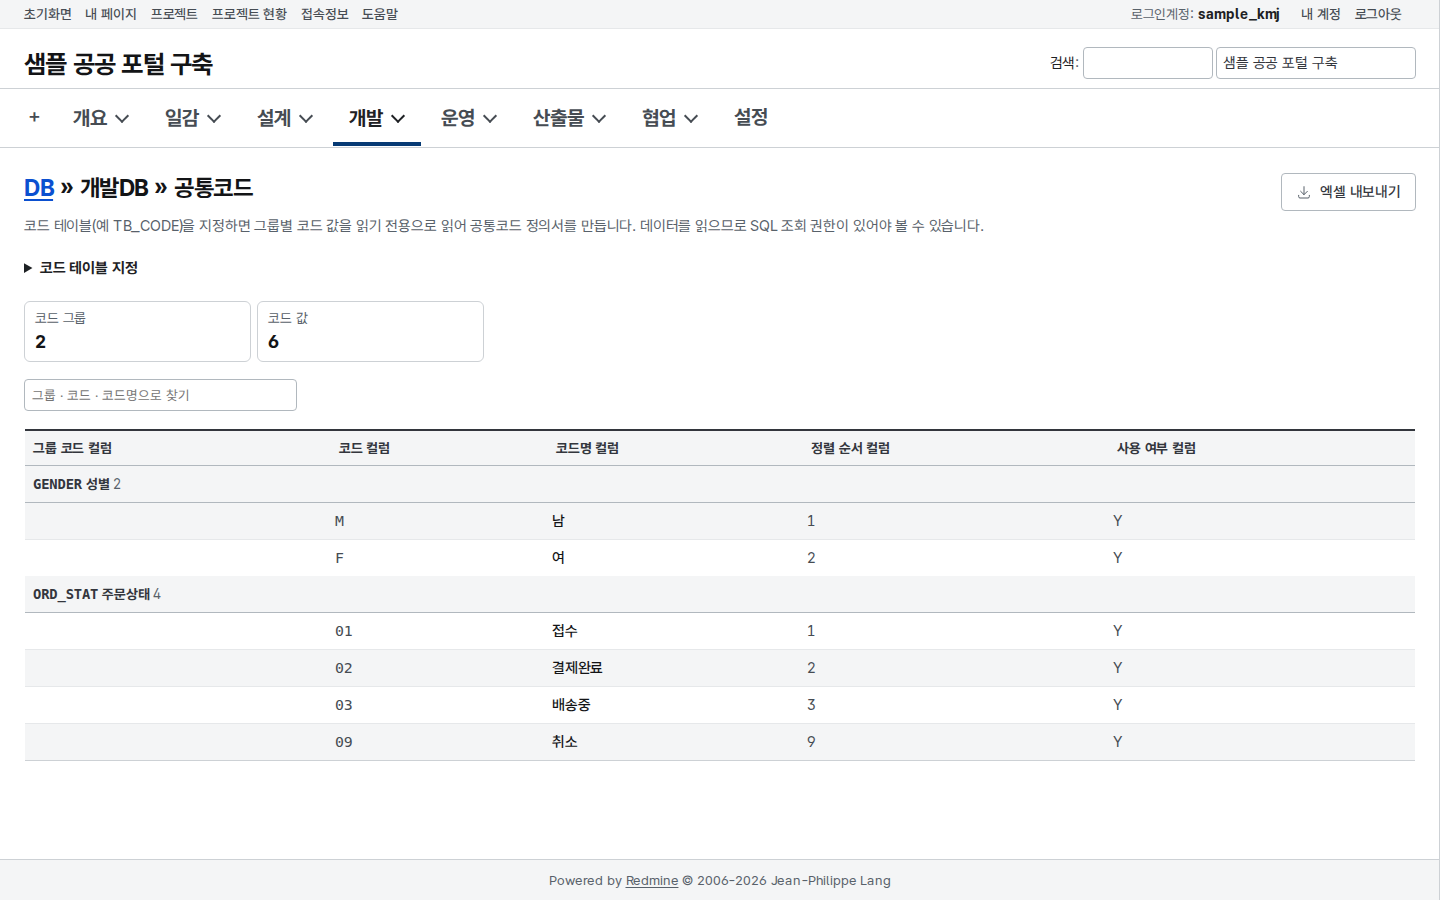 초기화면 내 페이지 프로젝트 프로젝트 현황 접속정보 도움말 로그인계정: sample_kmj 내 계정 로그아웃
샘플 공공 포털 구축 검색: 샘플 공공 포털 구축
+ 개요 일감 설계 개발 운영 산출물 협업 설정
DB » 개발DB » 공통코드 엑셀 내보내기
코드 테이블(예 TB_CODE)을 지정하면 그룹별 코드 값을 읽기 전용으로 읽어 공통코드 정의서를 만듭니다. 데이터를 읽으므로 SQL 조회 권한이 있어야 볼 수 있습니다.
▶ 코드 테이블 지정
코드 그룹 코드 값
2 6
그룹 · 코드 · 코드명으로 찾기
그룹 코드 컬럼 코드 컬럼 코드명 컬럼 정렬 순서 컬럼 사용 여부 컬럼
GENDER 성별 2
M 남 1 Y
F 여 2 Y
ORD_STAT 주문상태 4
01 접수 1 Y
02 결제완료 2 Y
03 배송중 3 Y
09 취소 9 Y
Powered by Redmine © 2006-2026 Jean-Philippe Lang